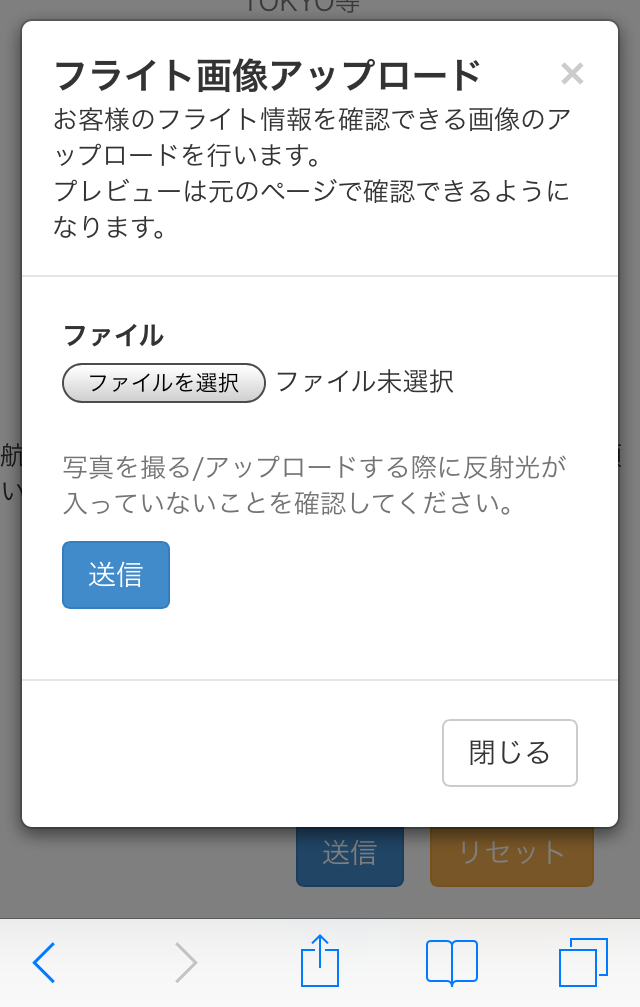 TOKYO等
フライト画像アップロード
×
お客様のフライト情報を確認できる画像のア
ップロードを行います。
プレビューは元のページで確認できるように
なります。
ファイル
ファイルを選択 ファイル未選択
航
い
写真を撮る/アップロードする際に反射光が
入っていないことを確認してください。
送信
閉じる
送信 リセット